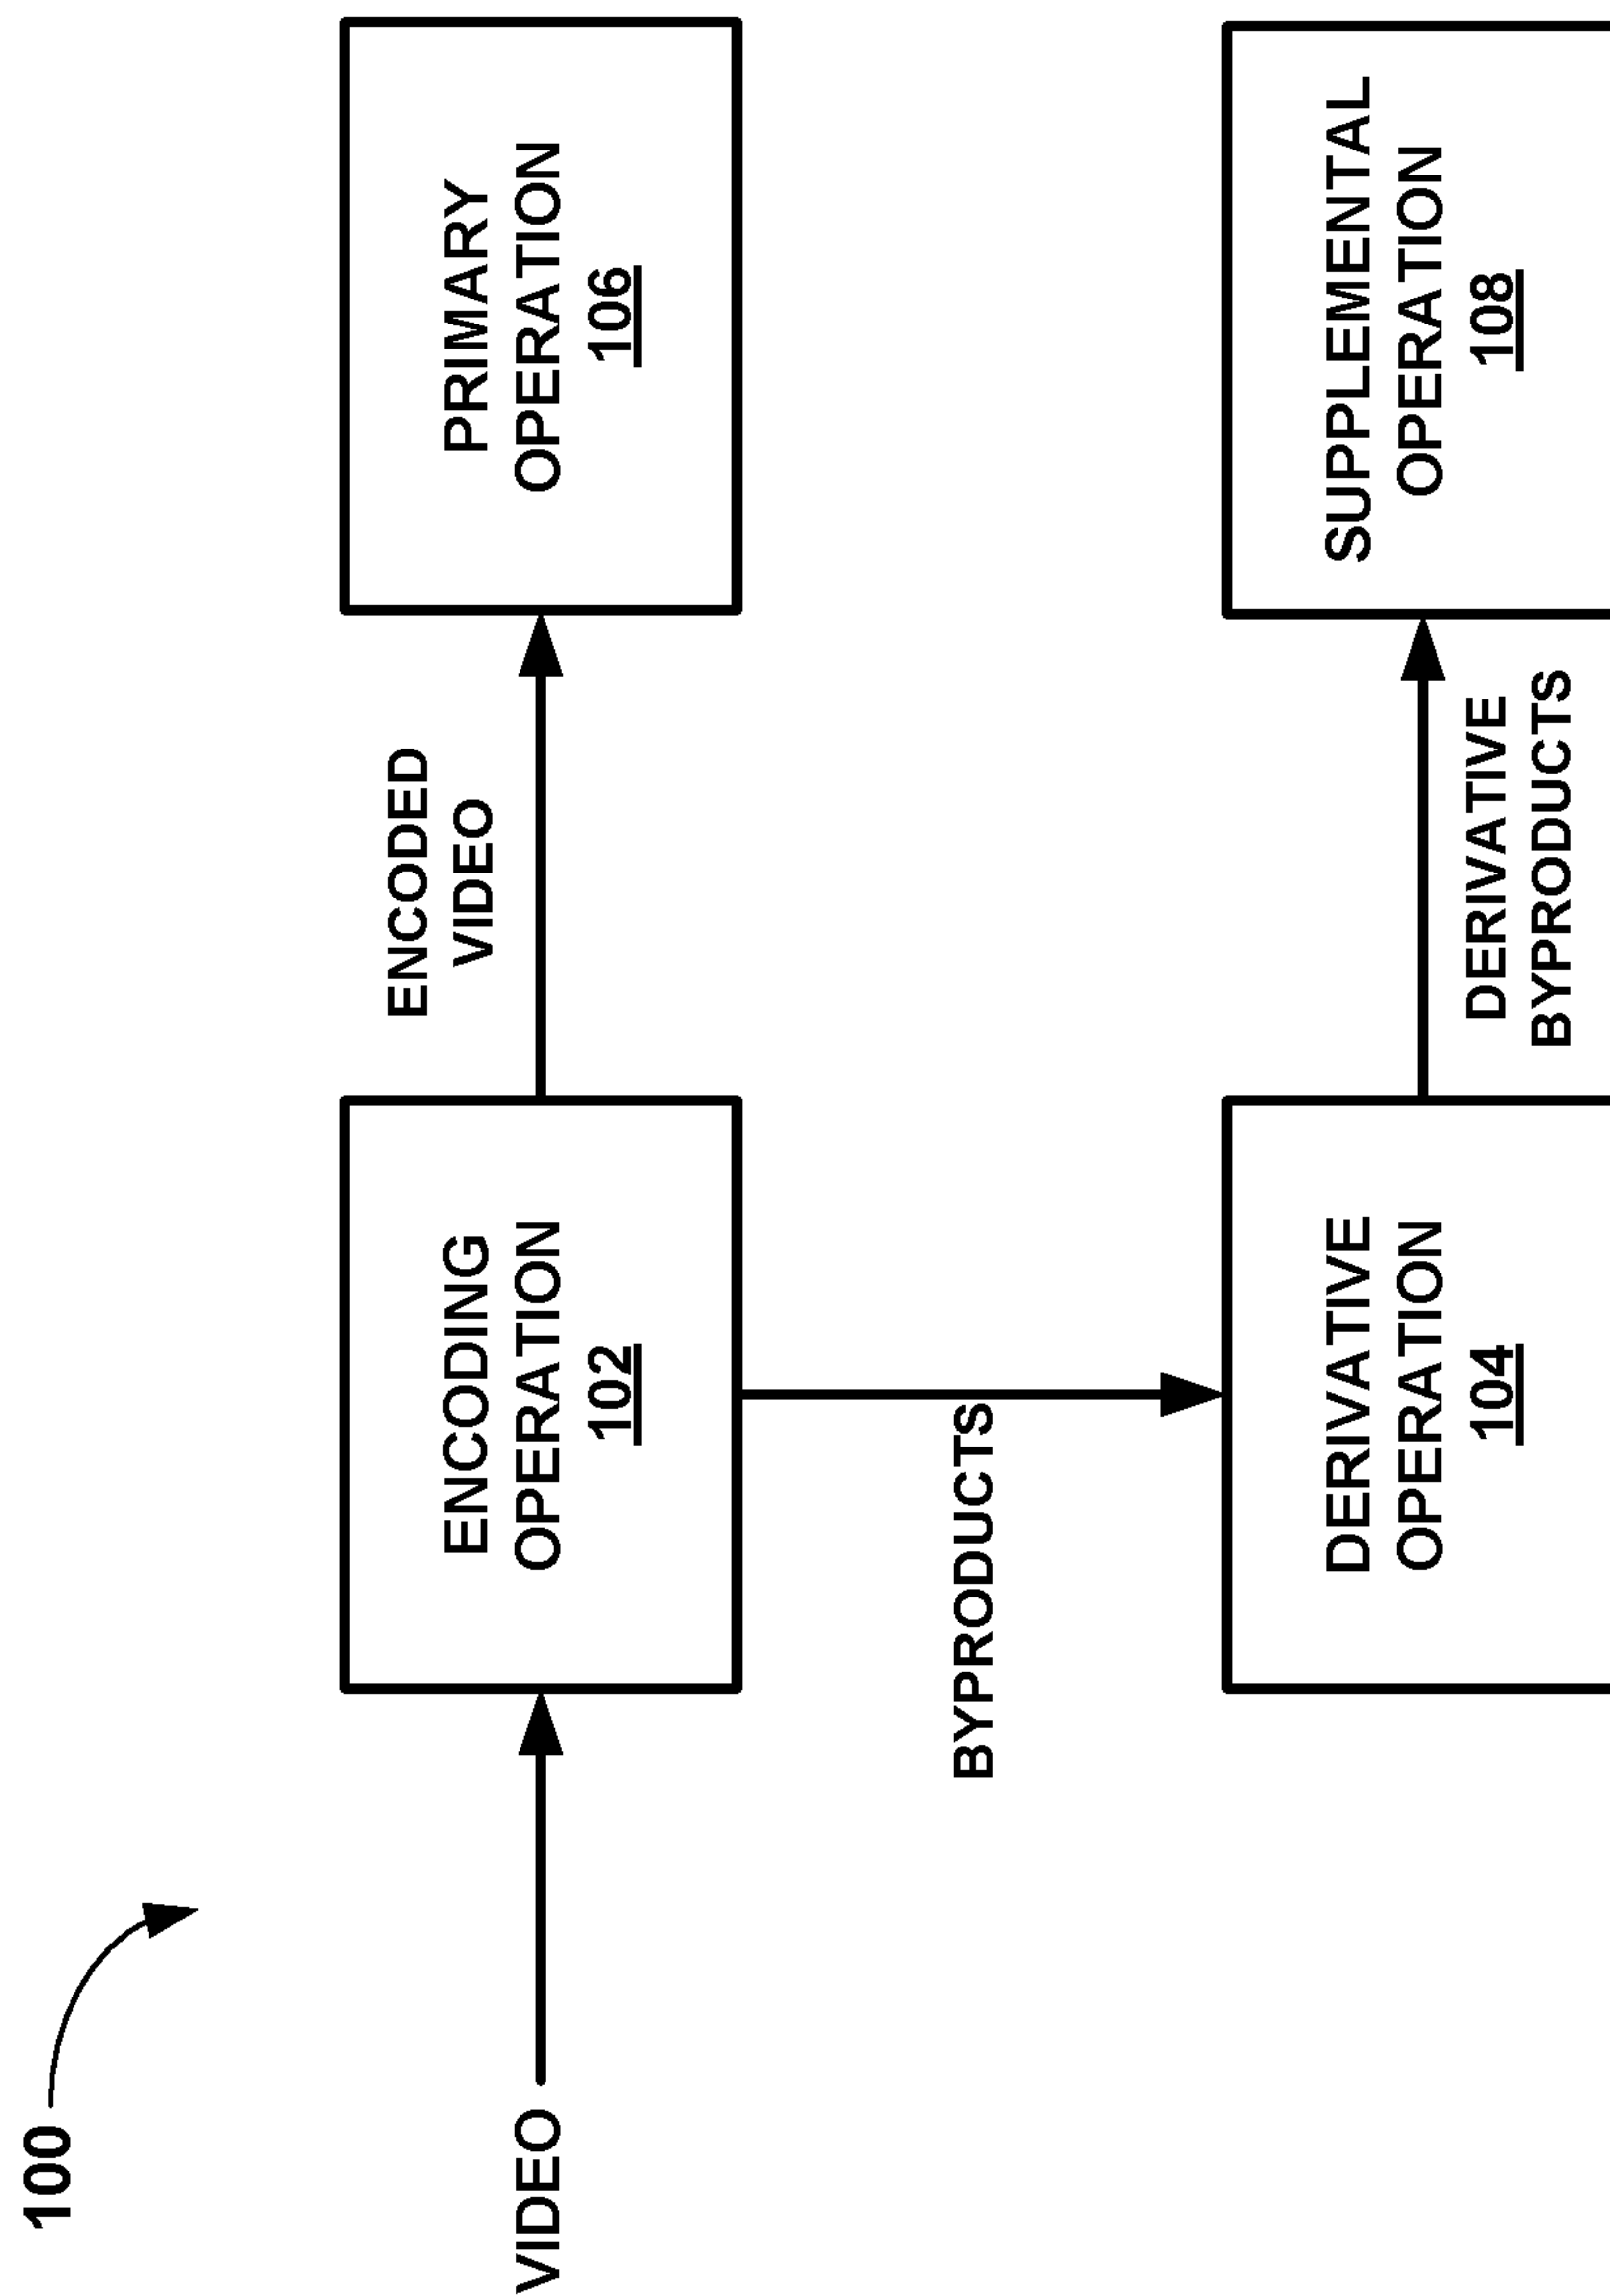 100
VIDEO
ENCODING
OPERATION
102
ENCODED
VIDEO
PRIMARY
OPERATION
106
BYPRODUCTS
DERIVATIVE
OPERATION
104
DERIVATIVE
BYPRODUCTS
SUPPLEMENTAL
OPERATION
108